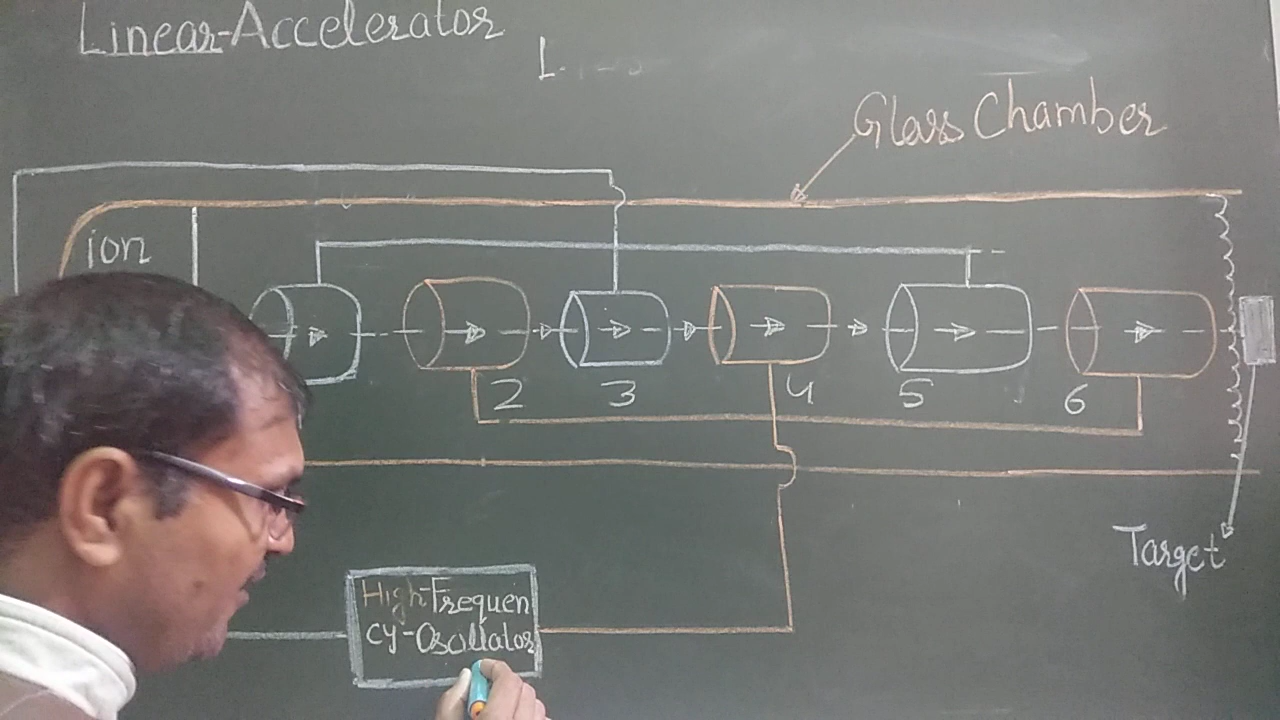 Linear-Accelerator
Glass Chamber
ion
2
3
4
5
6
Target
High-Frequen
cy-Oscillator